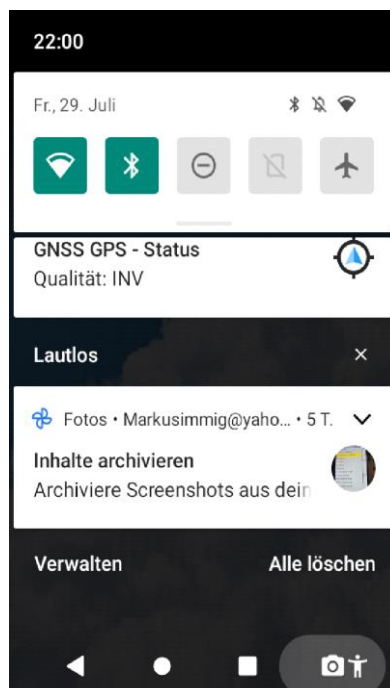 22:00
Fr., 29. Juli
GNSS GPS - Status
Qualität: INV
Lautlos
Fotos • Markusimmig@yaho... • 5 T.
Inhalte archivieren
Archiviere Screenshots aus dein
Verwalten
Alle löschen